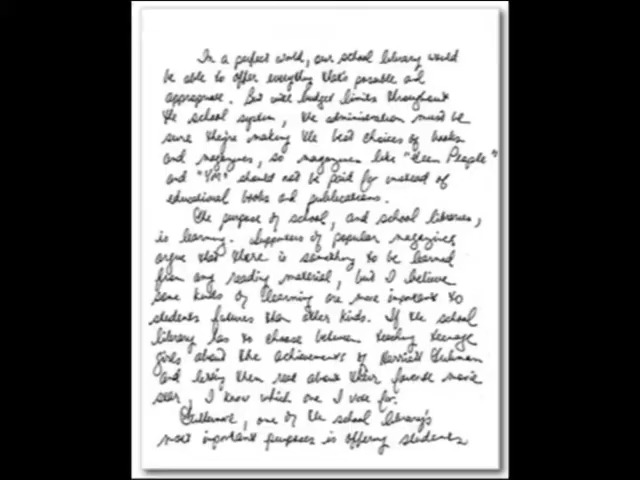 In a perfect world, our school library would
be able to offer everything that's possible and
appropriate. But with budget limits throughout
the school system, the administration must be
sure they're making the best choices of books
and magazines, so magazines like "Teen People"
and "YM" should not be paid for instead of
educational books and publications.
The purpose of school, and school libraries,
is learning. Supporters of popular magazines
argue that there is something to be learned
from any reading material, but I believe
some kinds of learning are more important to
students futures than other kinds. If the school
library has to choose between teaching teenage
girls about the achievements of Harriett Tubman
and letting them read about their favorite movie
star, I know which one I vote for.
Futhermore, one of the school library's
most important purposes is offering students